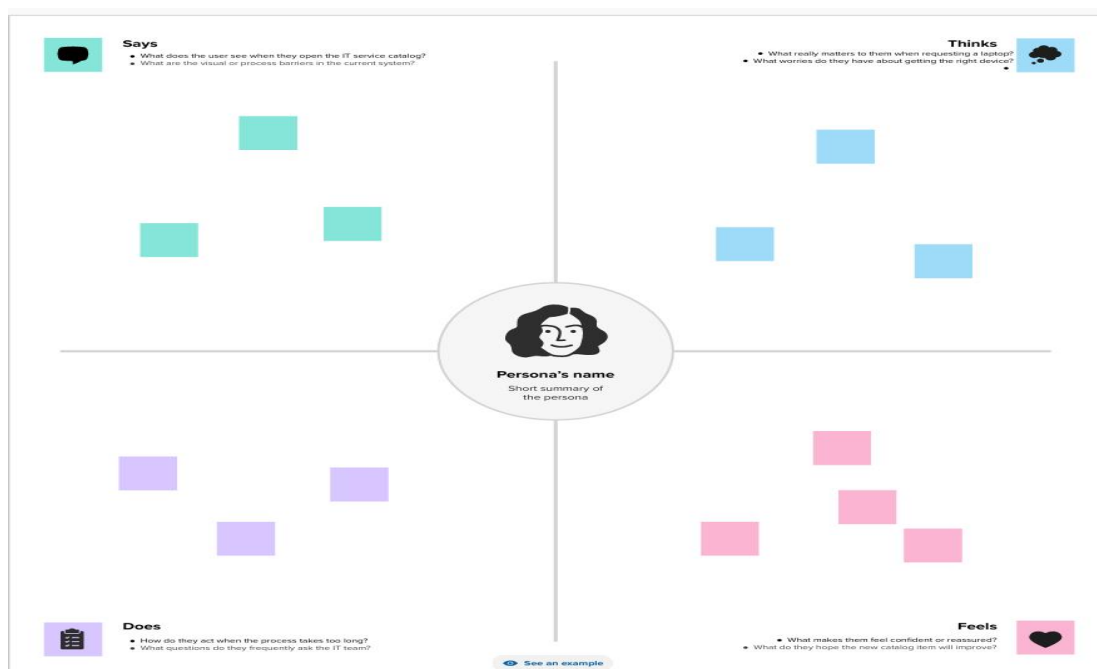 Says
• What does the user see when they open the IT service catalog?
• What are the visual or process barriers in the current system?
Thinks
• What really matters to them when requesting a laptop?
• What worries do they have about getting the right device?
•
Persona's name
Short summary of
the persona
Does
• How do they act when the process takes too long?
• What questions do they frequently ask the IT team?
Feels
• What makes them feel confident or reassured?
• What do they hope the new catalog item will improve?
See an example